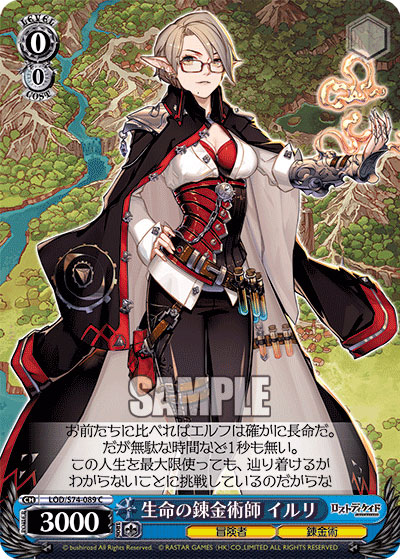 LEVEL
0
0
COST
SAMPLE
お前たちに比べればエルフは確かに長命だ。
だが無駄な時間など1秒も無い。
この人生を最大限使っても、辿り着けるか
わからないことに挑戦しているのだからな
CH
LOD/S74-089 C
3000
生命の錬金術師 イルリ
ロストディケイド
冒険者
錬金術
© bushiroad All Rights Reserved.
© RASTAR GAMES (HK) CO.,LIMITED ALL RIGHTS RESERVED.